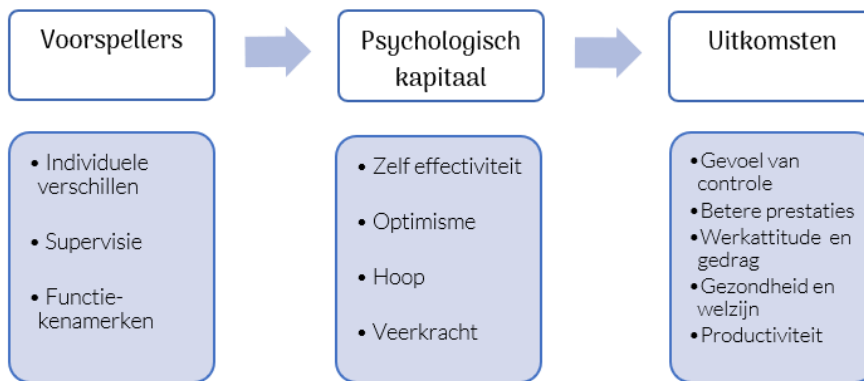 Voorspellers
Psychologisch
kapitaal
Uitkomsten
• Individuele
verschillen
• Supervisie
• Functie-
kenamerken
• Zelf effectiviteit
• Optimisme
• Hoop
• Veerkracht
• Gevoel van
controle
• Betere prestaties
• Werkattitude en
gedrag
• Gezondheid en
welzijn
• Productiviteit